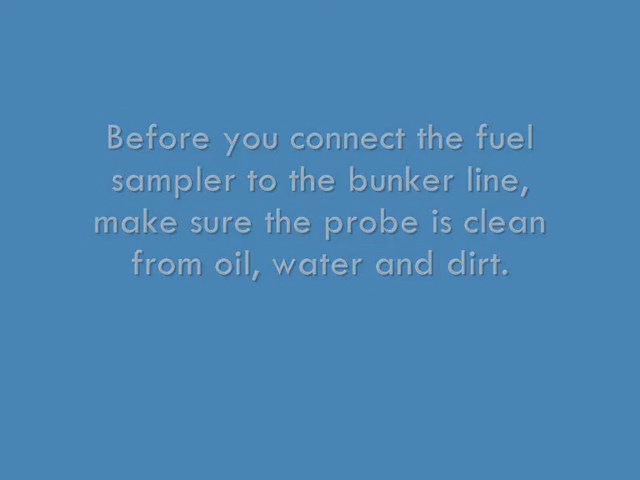 Before you connect the fuel
sampler to the bunker line,
make sure the probe is clean
from oil, water and dirt.